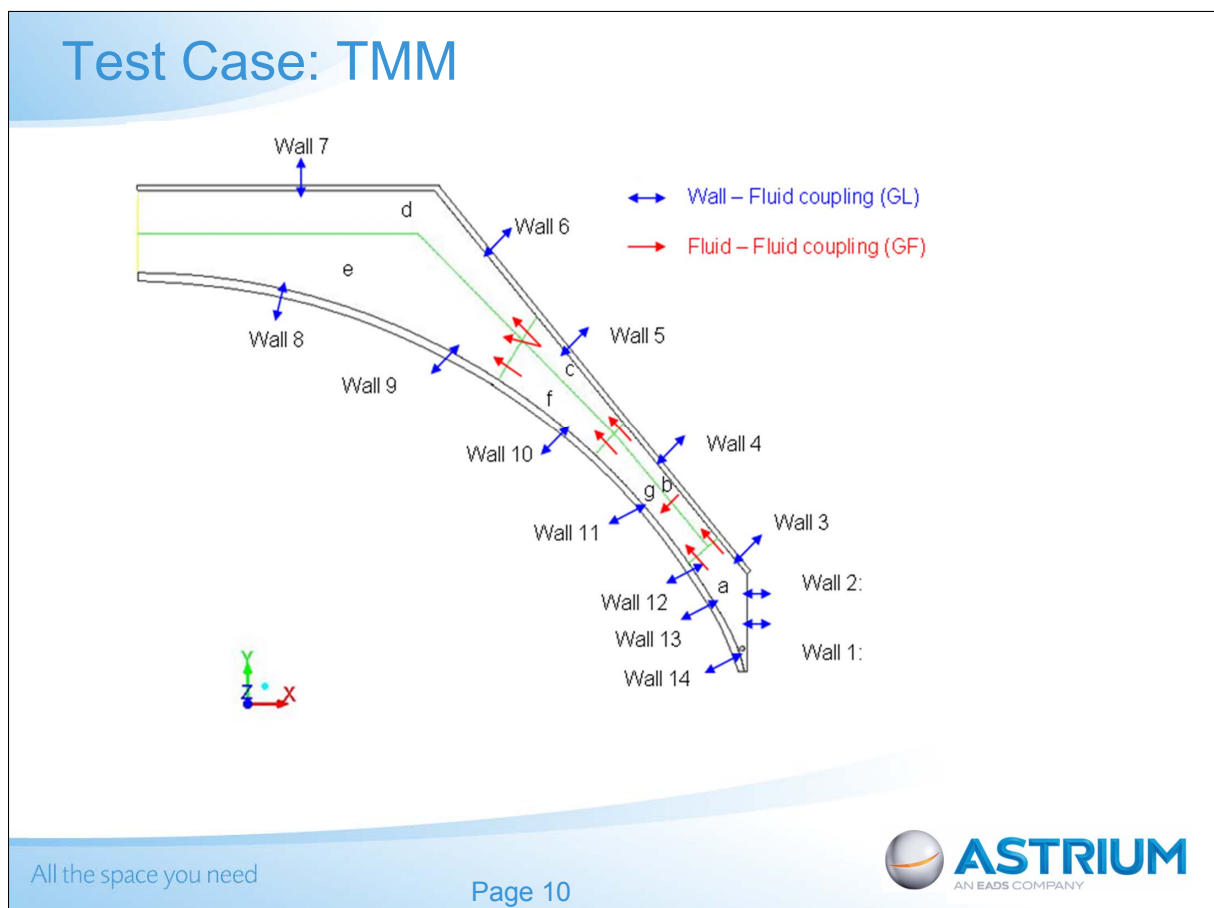 Test Case: TMM
Wall 7
Wall – Fluid coupling (GL)
d
Wall 6
Fluid – Fluid coupling (GF)
e
Wall 8
Wall 5
c
Wall 9
f
Wall 10
Wall 4
b
g
Wall 11
Wall 3
a
Wall 2:
Wall 12
Wall 13
Wall 1:
Wall 14
Y
Z
X
All the space you need
Page 10
ASTRIUM
AN EADS COMPANY